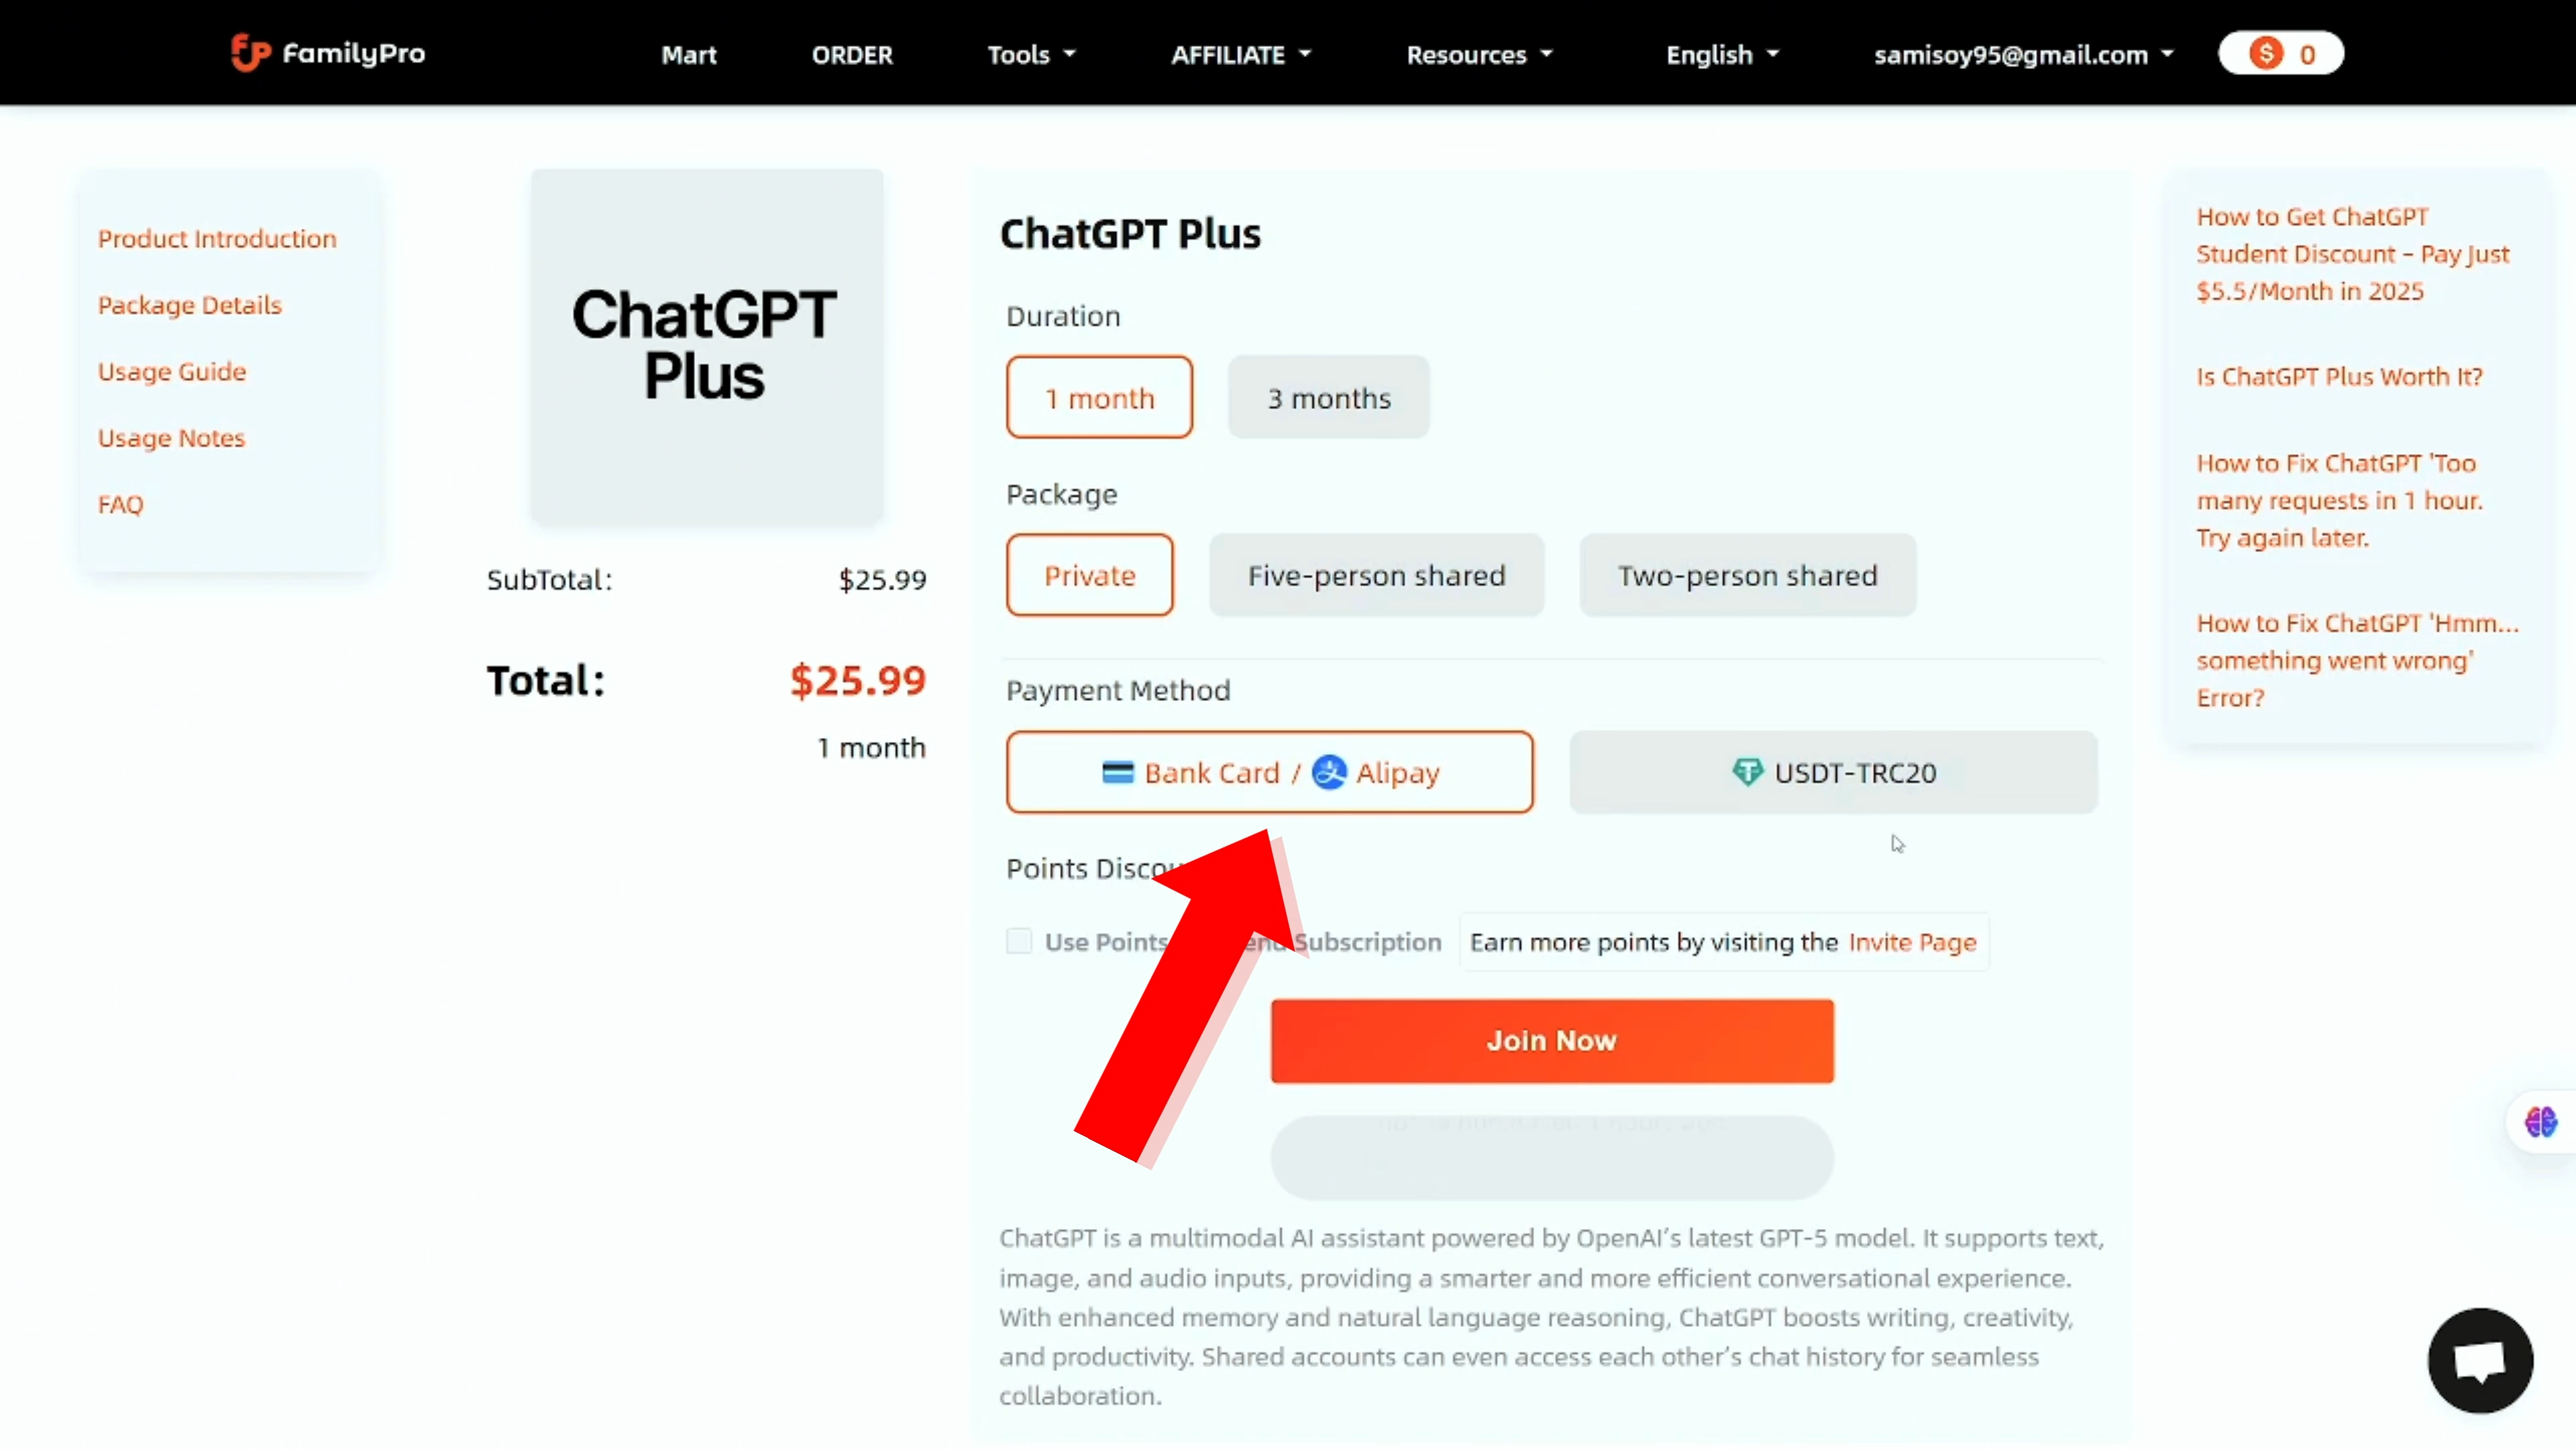 FamilyPro
Mart
ORDER
Tools
AFFILIATE
Resources
English
samisoy95@gmail.com
0
Product Introduction
Package Details
Usage Guide
Usage Notes
FAQ
ChatGPT
Plus
SubTotal:
$25.99
Total:
$25.99
1 month
ChatGPT Plus
Duration
1 month
3 months
Package
Private
Five-person shared
Two-person shared
Payment Method
Bank Card / Alipay
USDT-TRC20
Points
Use Points Subscription
Earn more points by visiting the Invite Page
Join Now
ChatGPT is a multimodal AI assistant powered by OpenAI's latest GPT-5 model. It supports text,
image, and audio inputs, providing a smarter and more efficient conversational experience.
With enhanced memory and natural language reasoning, ChatGPT boosts writing, creativity,
and productivity. Shared accounts can even access each other's chat history for seamless
collaboration.
How to Get ChatGPT
Student Discount – Pay Just
$5.5/Month in 2025
Is ChatGPT Plus Worth It?
How to Fix ChatGPT 'Too
many requests in 1 hour.
Try again later.
How to Fix ChatGPT 'Hmm...
something went wrong'
Error?